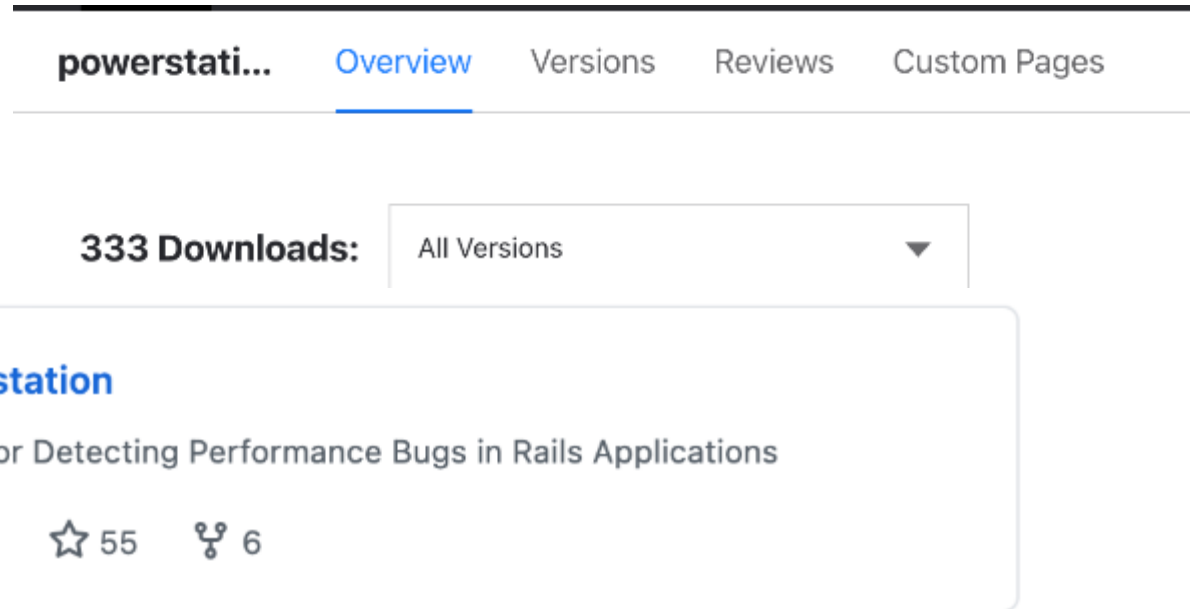 powerstati... Overview Versions Reviews Custom Pages
333 Downloads: All Versions
station
or Detecting Performance Bugs in Rails Applications
55 6